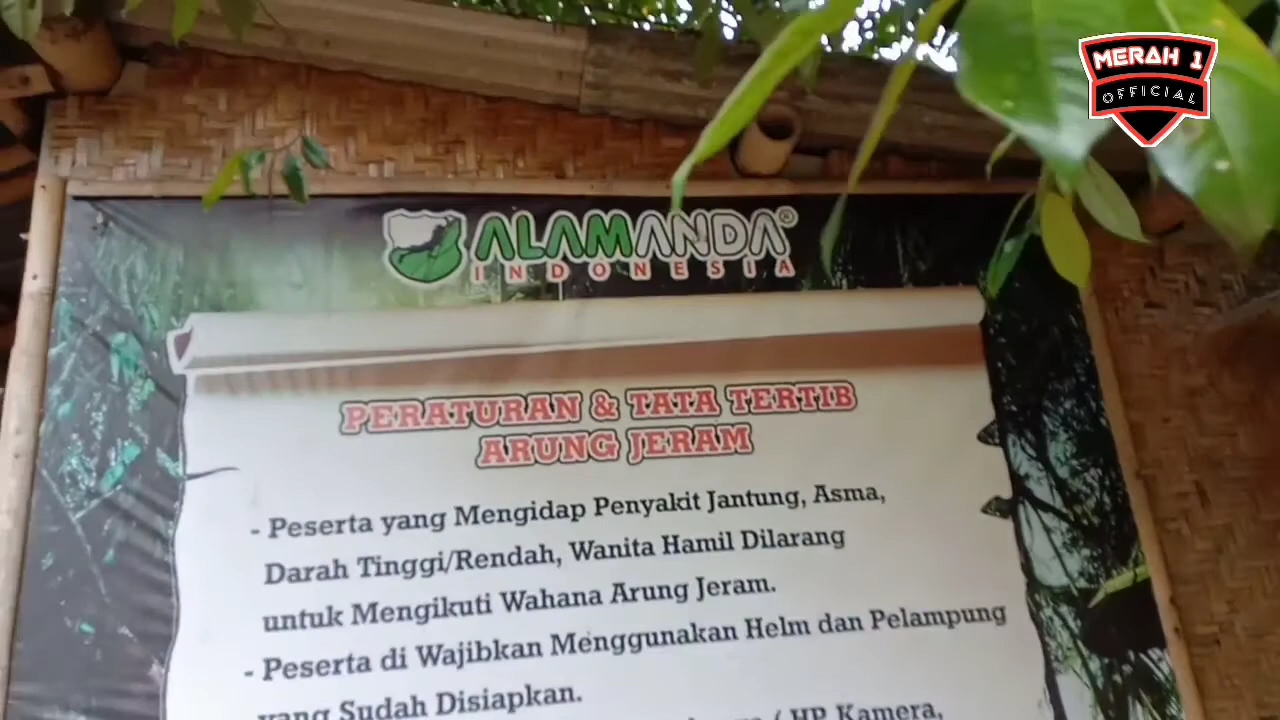 MERAH 1
OFFICIAL
ALAMANDA®
INDONESIA
PERATURAN & TATA TERTIB
ARUNG JERAM
- Peserta yang Mengidap Penyakit Jantung, Asma,
Darah Tinggi/Rendah, Wanita Hamil Dilarang
untuk Mengikuti Wahana Arung Jeram.
- Peserta di Wajibkan Menggunakan Helm dan Pelampung
yang Sudah Disiapkan.
/ HP Kamera,